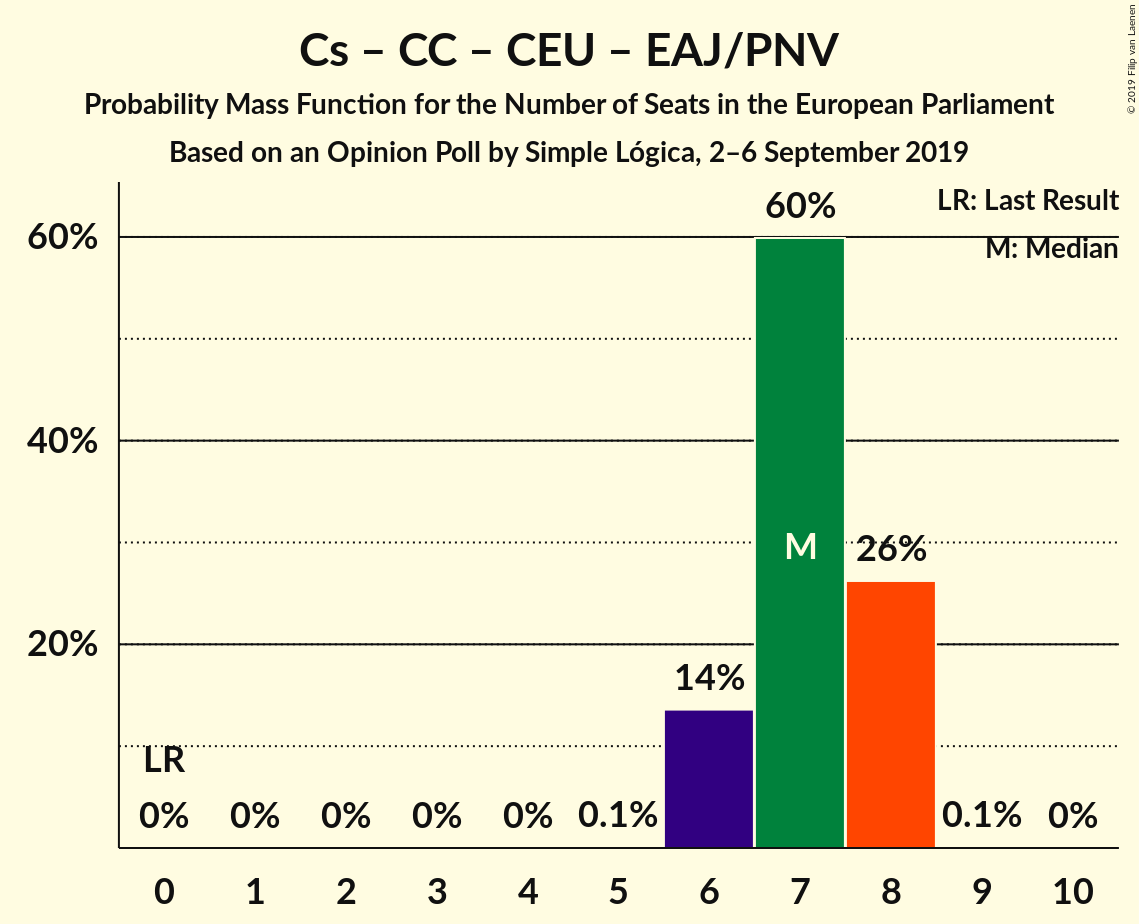 © 2019 Filip van Laenen
Cs – CC – CEU – EAJ/PNV
Probability Mass Function for the Number of Seats in the European Parliament
Based on an Opinion Poll by Simple Lógica, 2–6 September 2019
LR: Last Result
M: Median
60%
40%
20%
LR
0%
0%
0%
0%
0%
0.1%
14%
60%
M
26%
0.1%
0%
0 1 2 3 4 5 6 7 8 9 10